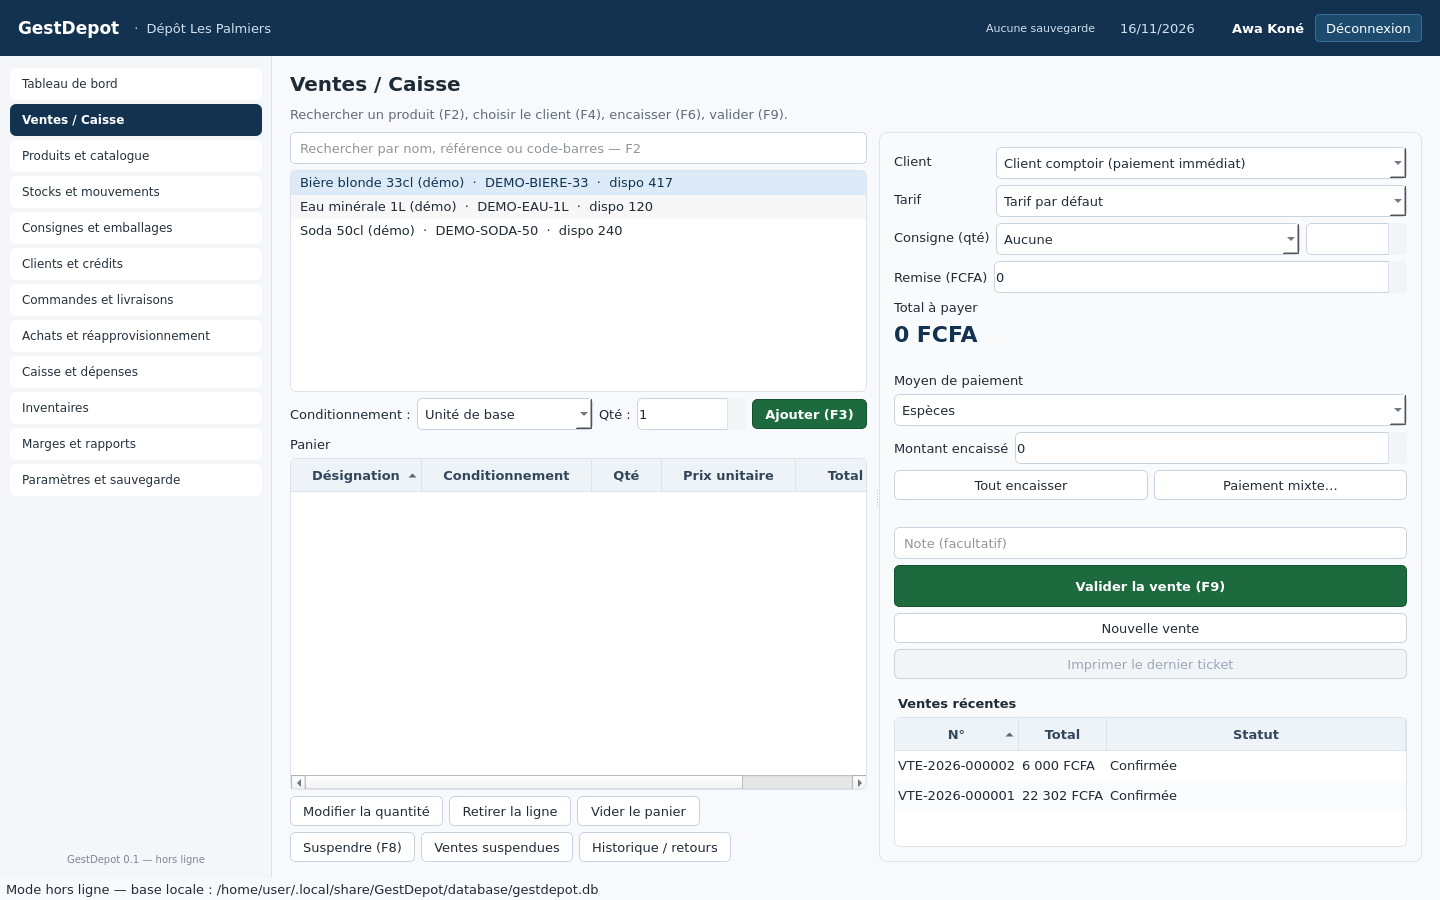 GestDepot · Dépôt Les Palmiers Aucune sauvegarde 16/11/2026 Awa Koné Déconnexion
Tableau de bord
Ventes / Caisse
Produits et catalogue
Stocks et mouvements
Consignes et emballages
Clients et crédits
Commandes et livraisons
Achats et réapprovisionnement
Caisse et dépenses
Inventaires
Marges et rapports
Paramètres et sauvegarde
GestDepot 0.1 — hors ligne
Ventes / Caisse
Rechercher un produit (F2), choisir le client (F4), encaisser (F6), valider (F9).
Rechercher par nom, référence ou code-barres — F2
Bière blonde 33cl (démo) · DEMO-BIERE-33 · dispo 417
Eau minérale 1L (démo) · DEMO-EAU-1L · dispo 120
Soda 50cl (démo) · DEMO-SODA-50 · dispo 240
Conditionnement : Unité de base Qté : 1 Ajouter (F3)
Panier
Désignation Conditionnement Qté Prix unitaire Total
Modifier la quantité Retirer la ligne Vider le panier
Suspendre (F8) Ventes suspendues Historique / retours
Client Client comptoir (paiement immédiat)
Tarif Tarif par défaut
Consigne (qté) Aucune
Remise (FCFA) 0
Total à payer
0 FCFA
Moyen de paiement
Espèces
Montant encaissé 0
Tout encaisser Paiement mixte...
Note (facultatif)
Valider la vente (F9)
Nouvelle vente
Imprimer le dernier ticket
Ventes récentes
N° Total Statut
VTE-2026-000002 6 000 FCFA Confirmée
VTE-2026-000001 22 302 FCFA Confirmée
Mode hors ligne — base locale : /home/user/.local/share/GestDepot/database/gestdepot.db